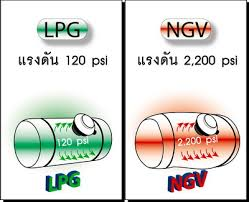 LPG
แรงดัน 120 psi
120 psi
LPG
NGV
แรงดัน 2,200 psi
2,200 psi
NGV